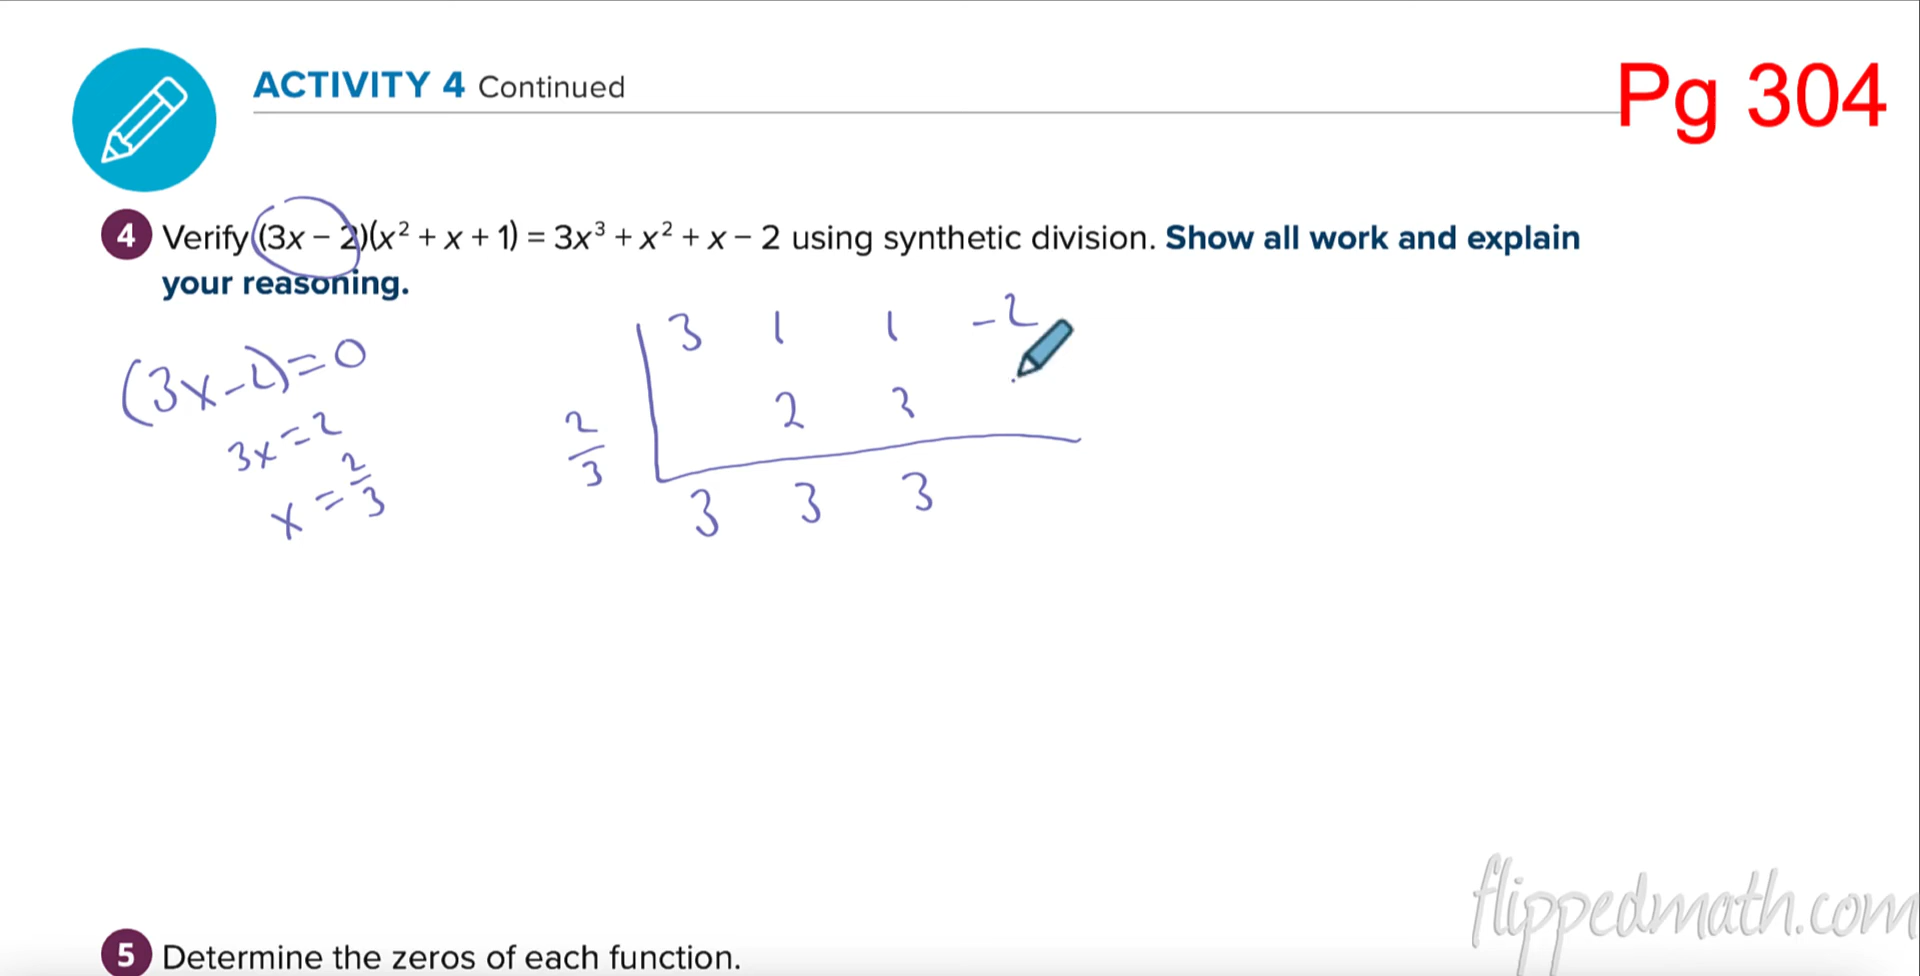 ACTIVITY 4 Continued
Pg 304
4 Verify (3x – 2)(x² + x + 1) = 3x³ + x² + x – 2 using synthetic division. Show all work and explain
your reasoning.
(3x-2)=0
3x=2
x=2/3
3 1 1 -2
2 2
2/3
3 3 3
5 Determine the zeros of each function.
flippedmath.com